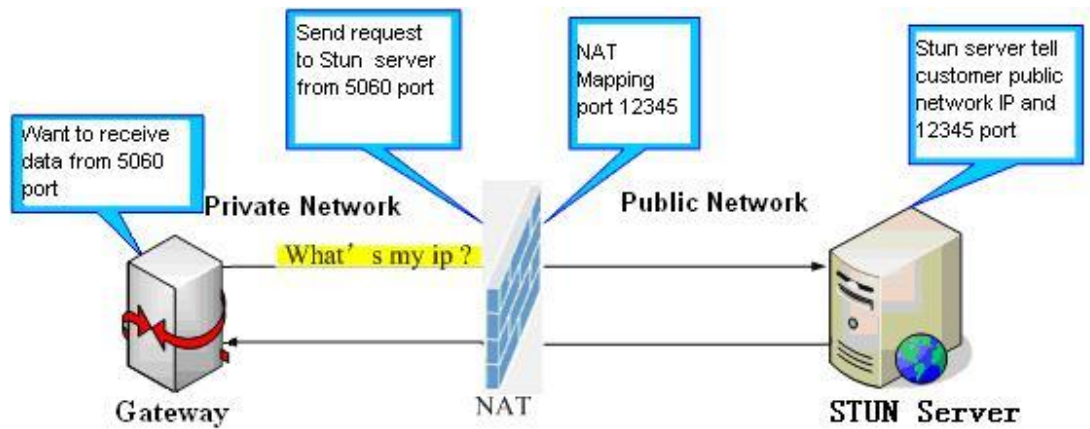 Send request
to Stun server
from 5060 port
NAT
Mapping
port 12345
Stun server tell
customer public
network IP and
12345 port
Want to receive
data from 5060
port
Private Network
Public Network
What's my ip ?
Gateway
NAT
STUN Server